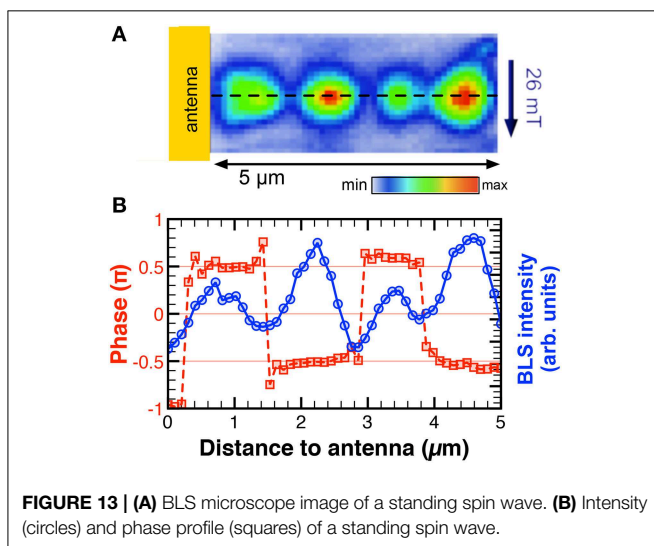 A
antenna
26 mT
5 µm
min max
B
Phase (π)
1
0.5
0
-0.5
-1
0 1 2 3 4 5
Distance to antenna (µm)
BLS intensity
(arb. units)
FIGURE 13 | (A) BLS microscope image of a standing spin wave. (B) Intensity
(circles) and phase profile (squares) of a standing spin wave.